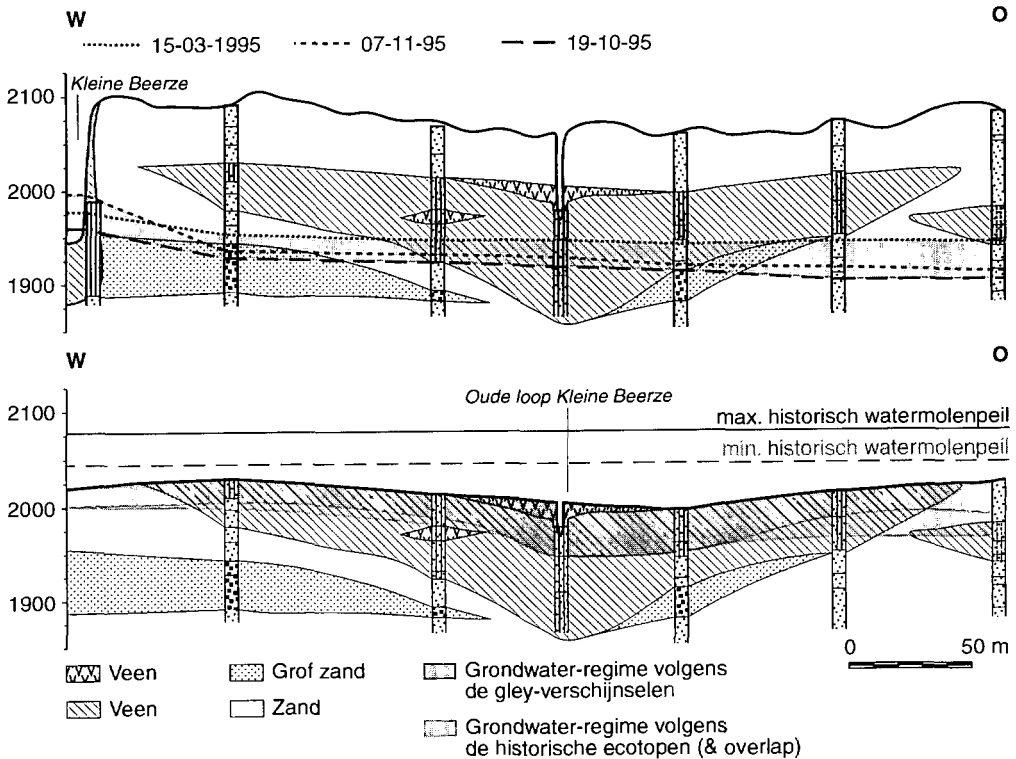 W
O
15-03-1995
07-11-95
19-10-95
Kleine Beerze
2100
2000
1900
W
O
Oude loop Kleine Beerze
2100
max. historisch watermolenpeil
min. historisch watermolenpeil
2000
1900
0 50 m
Veen
Grof zand
Grondwater-regime volgens
de gley-verschijnselen
Veen
Zand
Grondwater-regime volgens
de historische ecotopen (& overlap)